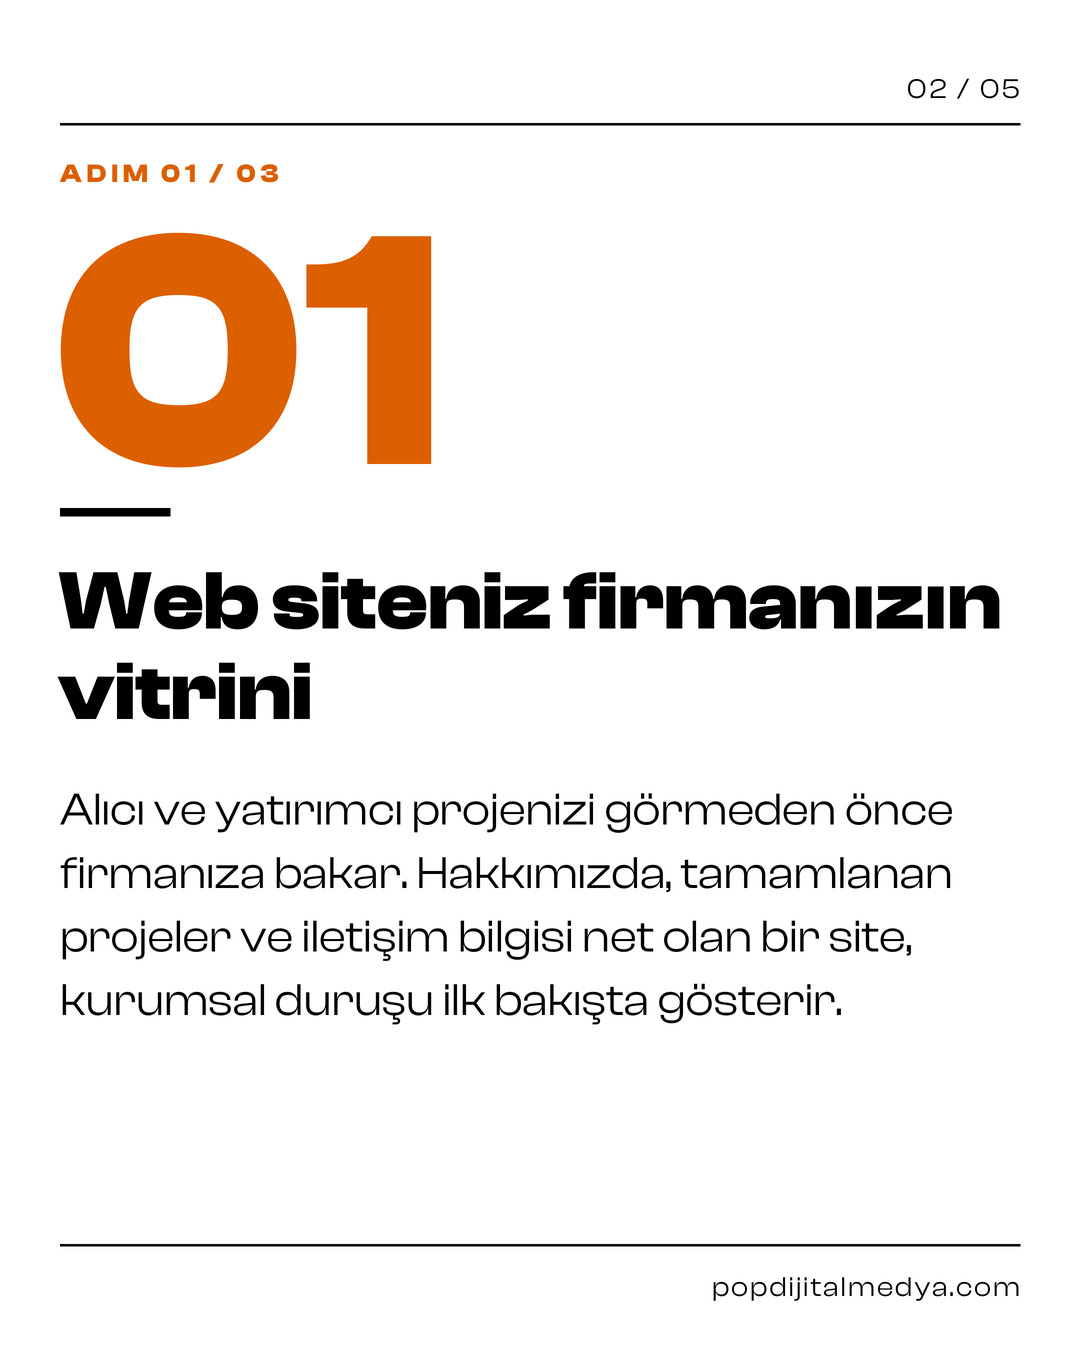 02 / 05
ADIM 01 / 03
01
Web siteniz firmanızın
vitrini
Alıcı ve yatırımcı projenizi görmeden önce
firmanıza bakar. Hakkımızda, tamamlanan
projeler ve iletişim bilgisi net olan bir site,
kurumsal duruşu ilk bakışta gösterir.
popdijitalmedya.com